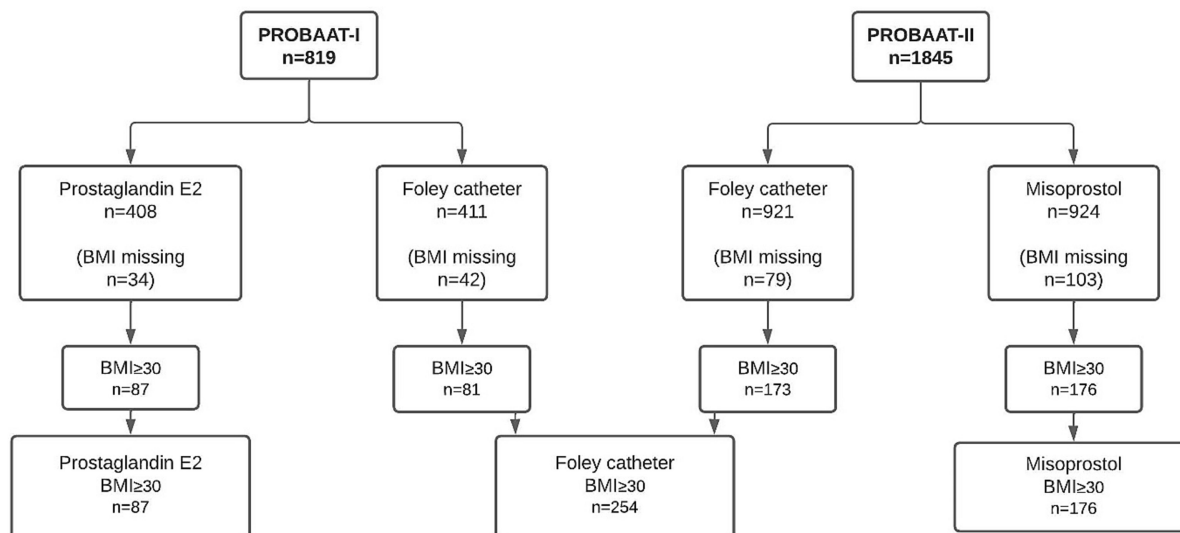 PROBAAT-I
n=819
PROBAAT-II
n=1845
Prostaglandin E2
n=408
(BMI missing
n=34)
Foley catheter
n=411
(BMI missing
n=42)
Foley catheter
n=921
(BMI missing
n=79)
Misoprostol
n=924
(BMI missing
n=103)
BMI≥30
n=87
BMI≥30
n=81
BMI≥30
n=173
BMI≥30
n=176
Prostaglandin E2
BMI≥30
n=87
Foley catheter
BMI≥30
n=254
Misoprostol
BMI≥30
n=176